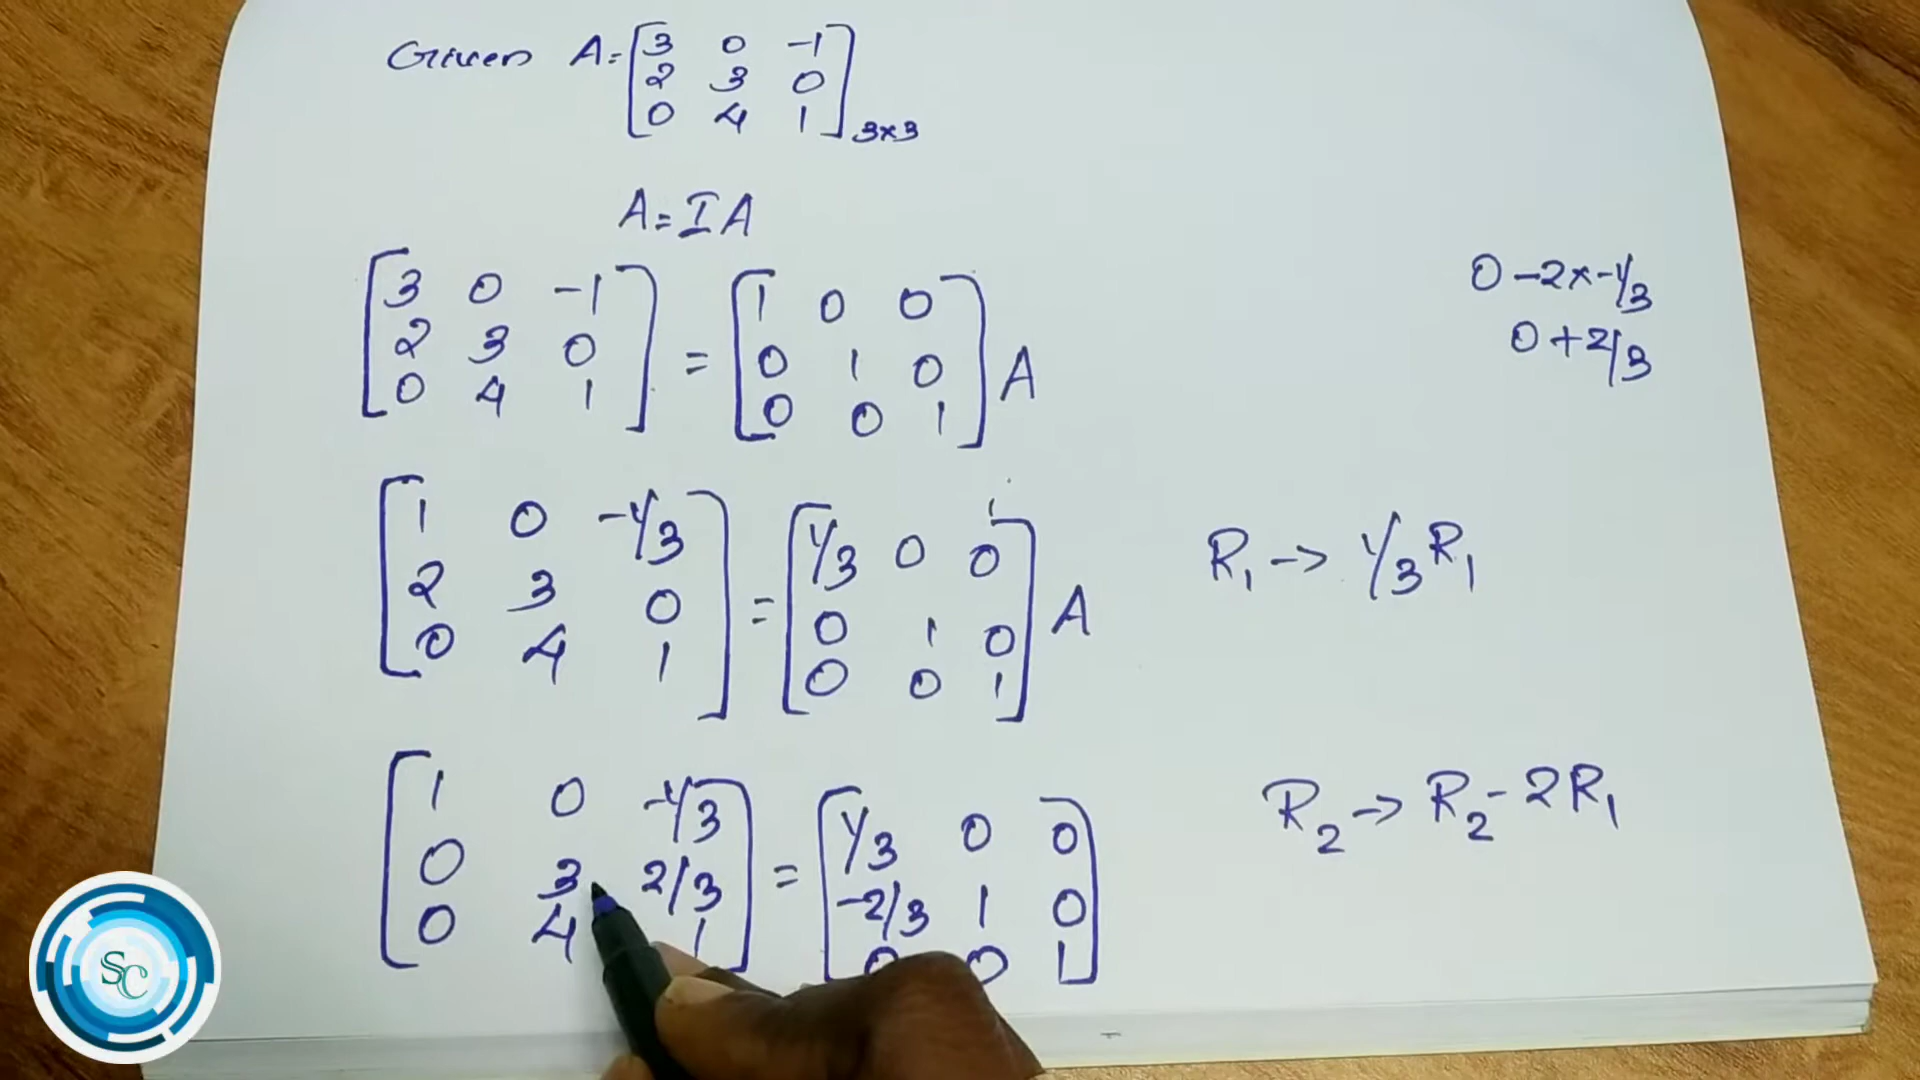 Given A = [3 0 -1
2 3 0
0 4 1] 3x3
A = IA
[3 0 -1
2 3 0
0 4 1] = [1 0 0
0 1 0
0 0 1] A
0 - 2 x -1/3
0 + 2/3
[1 0 -1/3
2 3 0
0 4 1] = [1/3 0 0
0 1 0
0 0 1] A
R1 -> 1/3 R1
[1 0 -1/3
0 3 2/3
0 4 1] = [1/3 0 0
-2/3 1 0
0 0 1]
R2 -> R2 - 2R1
SC